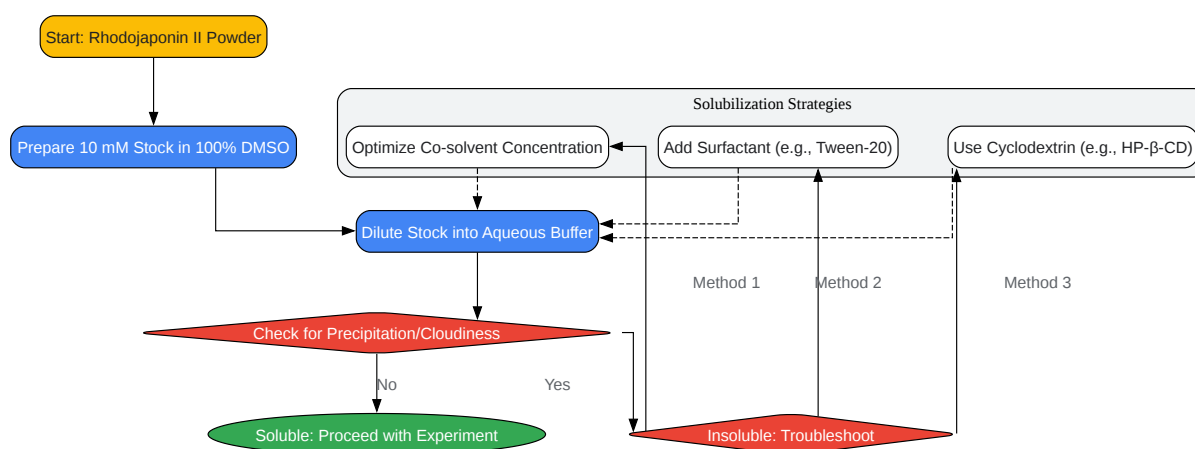 Start: Rhodojaponin II Powder
Solubilization Strategies
Prepare 10 mM Stock in 100% DMSO
Optimize Co-solvent Concentration
Add Surfactant (e.g., Tween-20)
Use Cyclodextrin (e.g., HP-β-CD)
Dilute Stock into Aqueous Buffer
Method 1
Method 2
Method 3
Check for Precipitation/Cloudiness
No
Yes
Soluble: Proceed with Experiment
Insoluble: Troubleshoot